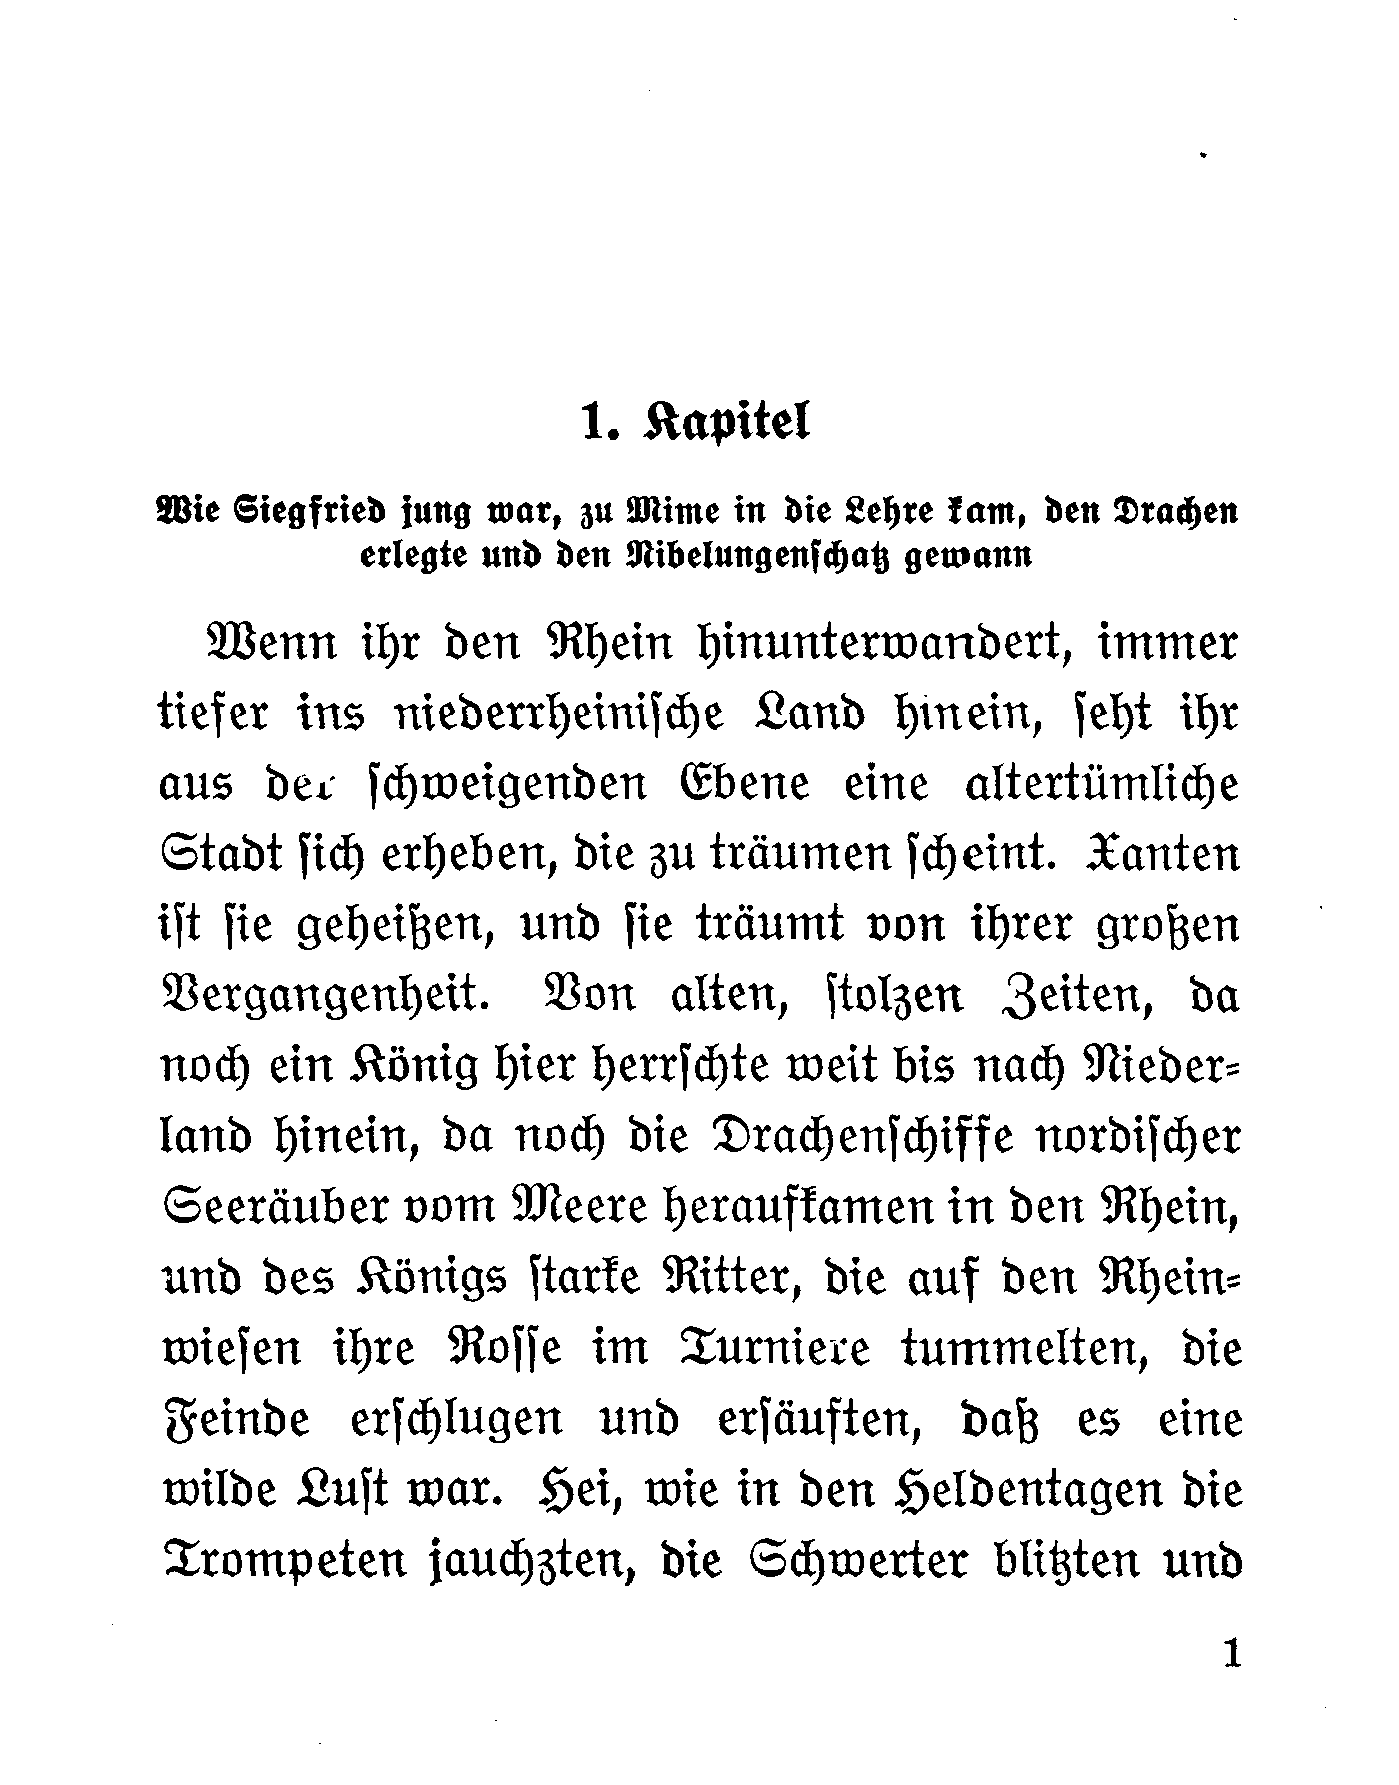 1. Kapitel
Wie Siegfried jung war, zu Mime in die Lehre kam, den Drachen
erlegte und den Nibelungenſchatz gewann
Wenn ihr den Rhein hinunterwandert, immer
tiefer ins niederrheiniſche Land hinein, ſeht ihr
aus der ſchweigenden Ebene eine altertümliche
Stadt ſich erheben, die zu träumen ſcheint. Xanten
iſt ſie geheißen, und ſie träumt von ihrer großen
Vergangenheit. Von alten, ſtolzen Zeiten, da
noch ein König hier herrſchte weit bis nach Nieder⸗
land hinein, da noch die Drachenſchiffe nordiſcher
Seeräuber vom Meere heraufkamen in den Rhein,
und des Königs ſtarke Ritter, die auf den Rhein⸗
wieſen ihre Roſſe im Turniere tummelten, die
Feinde erſchlugen und erſäuften, daß es eine
wilde Luſt war. Hei, wie in den Heldentagen die
Trompeten jauchzten, die Schwerter blitzten und
1